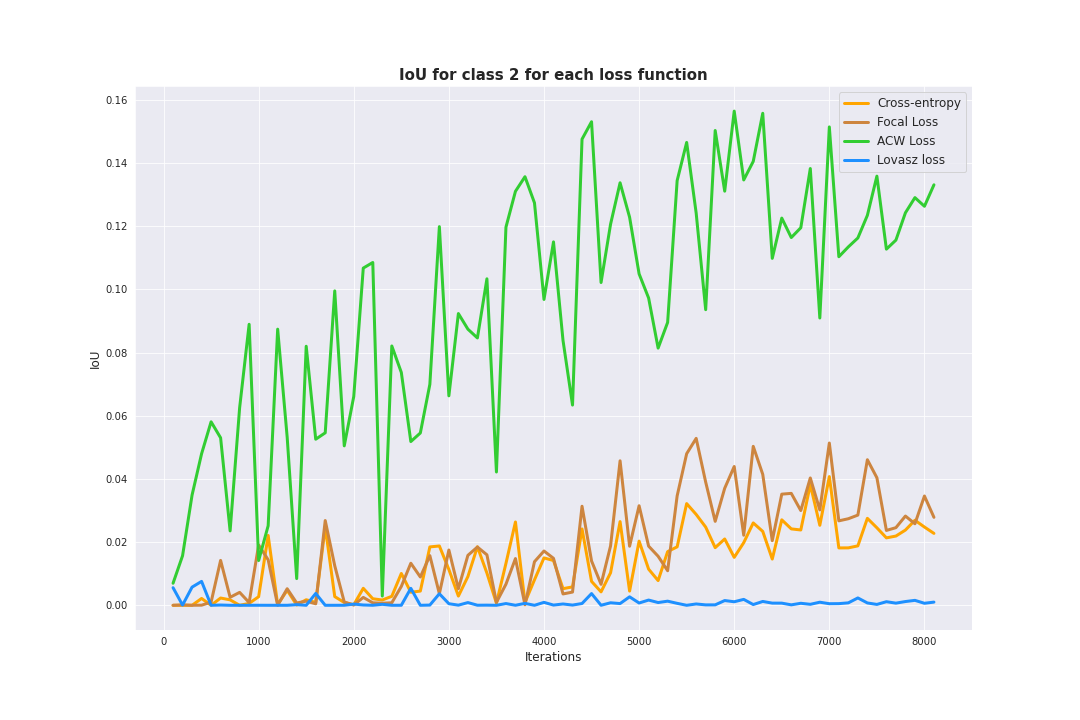 IoU for class 2 for each loss function
Cross-entropy
Focal Loss
ACW Loss
Lovasz loss
0.16
0.14
0.12
0.10
0.08
0.06
0.04
0.02
0.00
IoU
0 1000 2000 3000 4000 5000 6000 7000 8000
Iterations